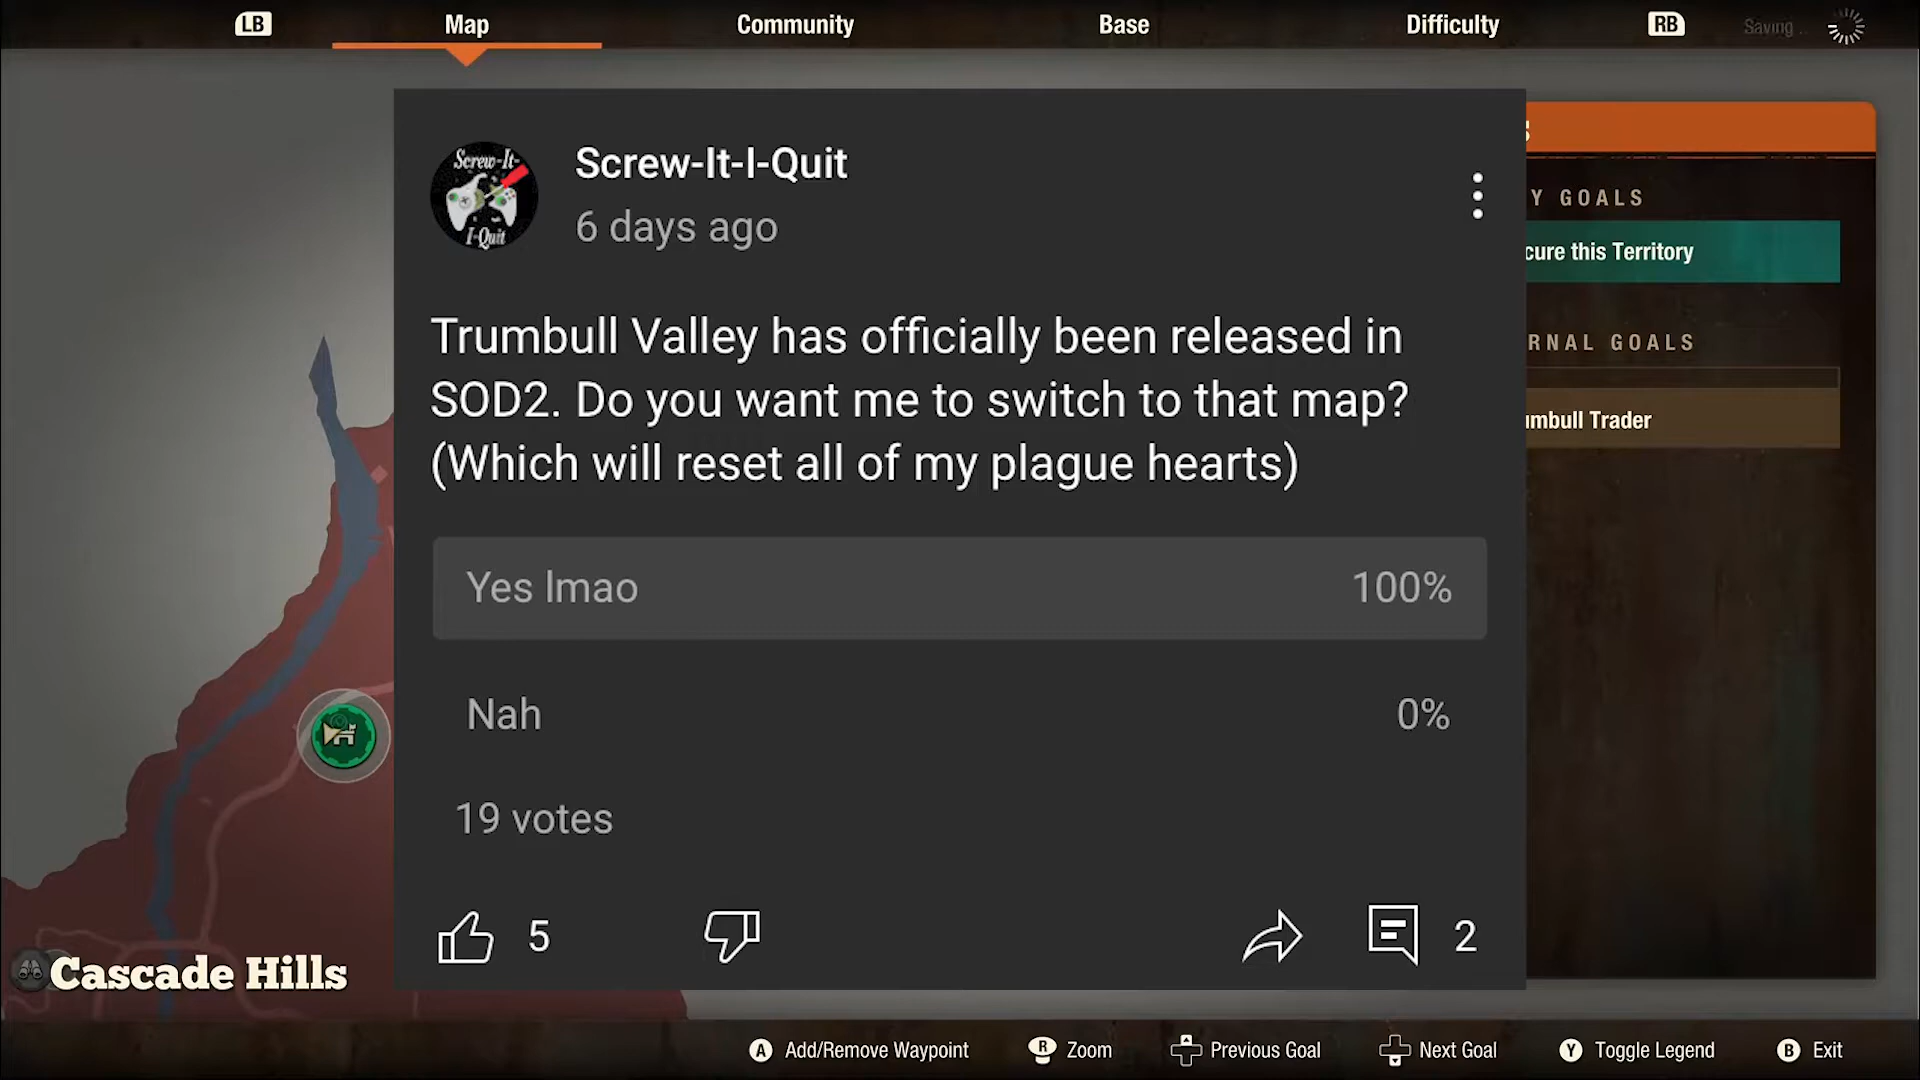 LB Map Community Base Difficulty RB Saving .
Screw-It-
I-Quit
Screw-It-I-Quit
6 days ago
Trumbull Valley has officially been released in
SOD2. Do you want me to switch to that map?
(Which will reset all of my plague hearts)
Yes lmao 100%
Nah 0%
19 votes
5 2
S
Y GOALS
cure this Territory
RNAL GOALS
umbull Trader
Cascade Hills
A Add/Remove Waypoint R Zoom Previous Goal Next Goal Y Toggle Legend B Exit